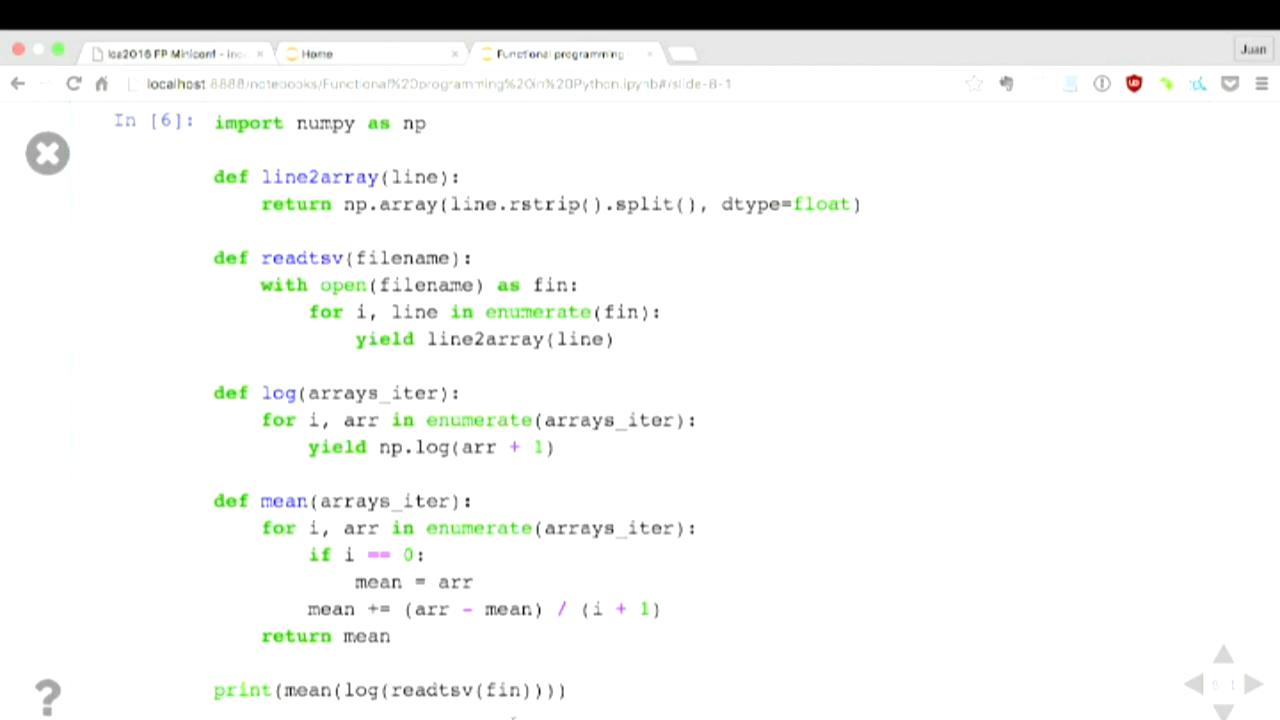 lca2016 FP Miniconf - inc
Home
Functional programming
Juan
localhost:8888/notebooks/Functional%20programming%20in%20Python.ipynb#/slide-8-1
In [6]:
import numpy as np
def line2array(line):
return np.array(line.rstrip().split(), dtype=float)
def readtsv(filename):
with open(filename) as fin:
for i, line in enumerate(fin):
yield line2array(line)
def log(arrays_iter):
for i, arr in enumerate(arrays_iter):
yield np.log(arr + 1)
def mean(arrays_iter):
for i, arr in enumerate(arrays_iter):
if i == 0:
mean = arr
mean += (arr - mean) / (i + 1)
return mean
print(mean(log(readtsv(fin))))
?